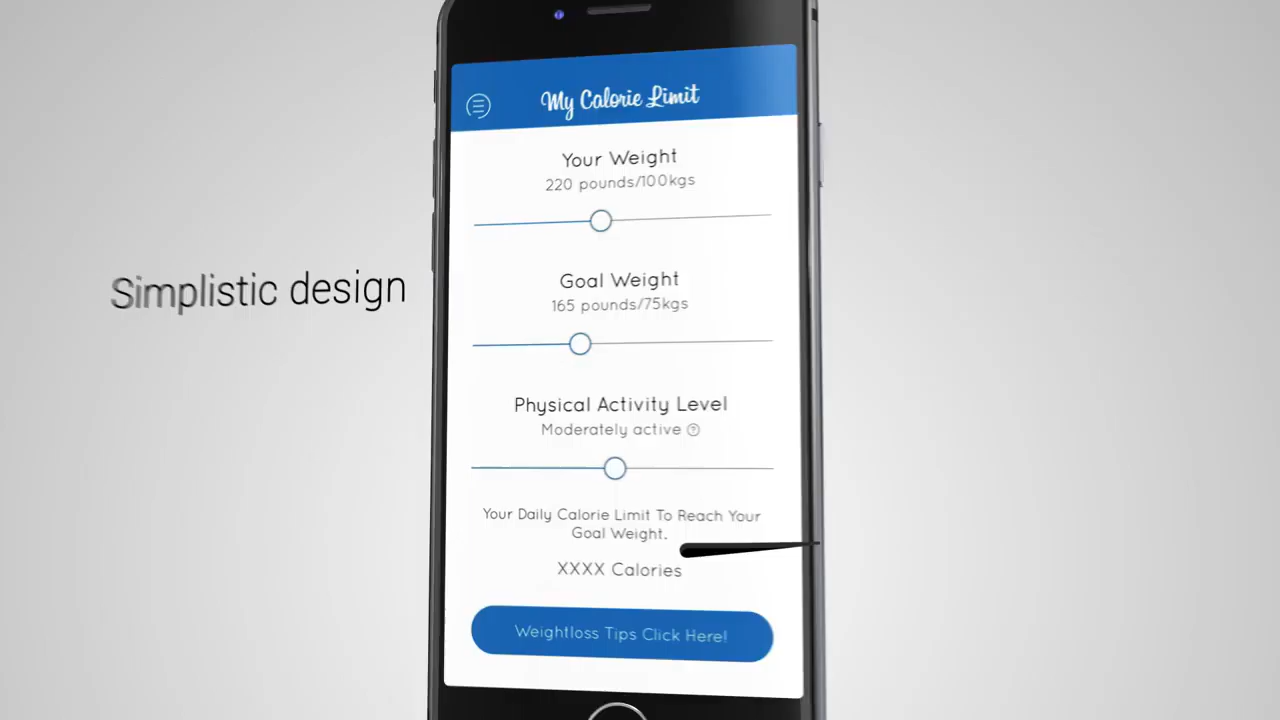 My Calorie Limit
Your Weight
220 pounds/100kgs
Simplistic design
Goal Weight
165 pounds/75kgs
Physical Activity Level
Moderately active
Your Daily Calorie Limit To Reach Your
Goal Weight.
XXXX Calories
Weightloss Tips Click Here!